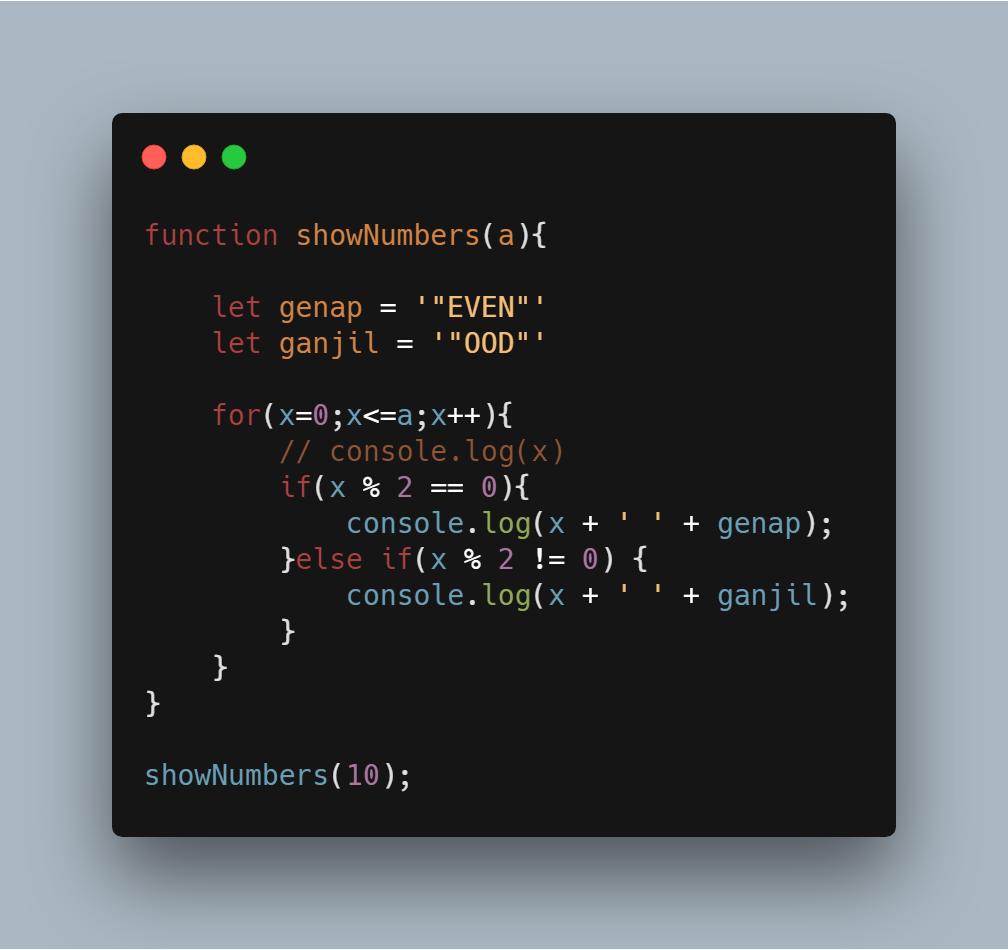 function showNumbers(a){
    let genap = '"EVEN"'
    let ganjil = '"OOD"'
    for(x=0;x<=a;x++){
        // console.log(x)
        if(x % 2 == 0){
            console.log(x + ' ' + genap);
        }else if(x % 2 != 0) {
            console.log(x + ' ' + ganjil);
        }
    }
}
showNumbers(10);